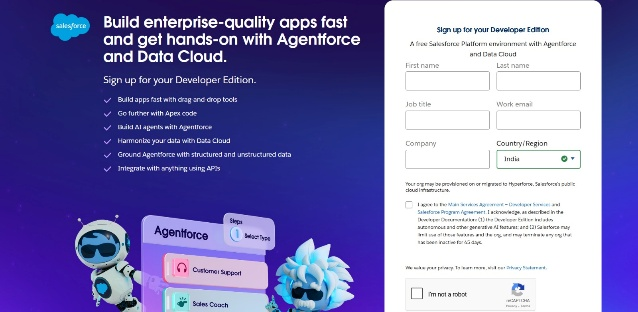 salesforce
Build enterprise-quality apps fast
and get hands-on with Agentforce
and Data Cloud.
Sign up for your Developer Edition.
Build apps fast with drag-and-drop tools
Go further with Apex code
Build AI agents with Agentforce
Harmonize your data with Data Cloud
Ground Agentforce with structured and unstructured data
Integrate with anything using APIs
Agentforce
Steps
Select Type
Customer Support
Sales Coach
Sign up for your Developer Edition
A free Salesforce Platform environment with Agentforce
and Data Cloud
First name Last name
Job title Work email
Company Country/Region
India
Your org may be provisioned on or migrated to Hyperforce, Salesforce's public
cloud infrastructure.
I agree to the Main Services Agreement – Developer Services and
Salesforce Program Agreement. I acknowledge, as described in the
Developer Documentation: (1) the Developer Edition includes
autonomous and other generative AI features; and (2) Salesforce may
limit use of those features and the org, and may terminate any org that
has been inactive for 45 days.
We value your privacy. To learn more, visit our Privacy Statement.
I'm not a robot
reCAPTCHA
Privacy - Terms